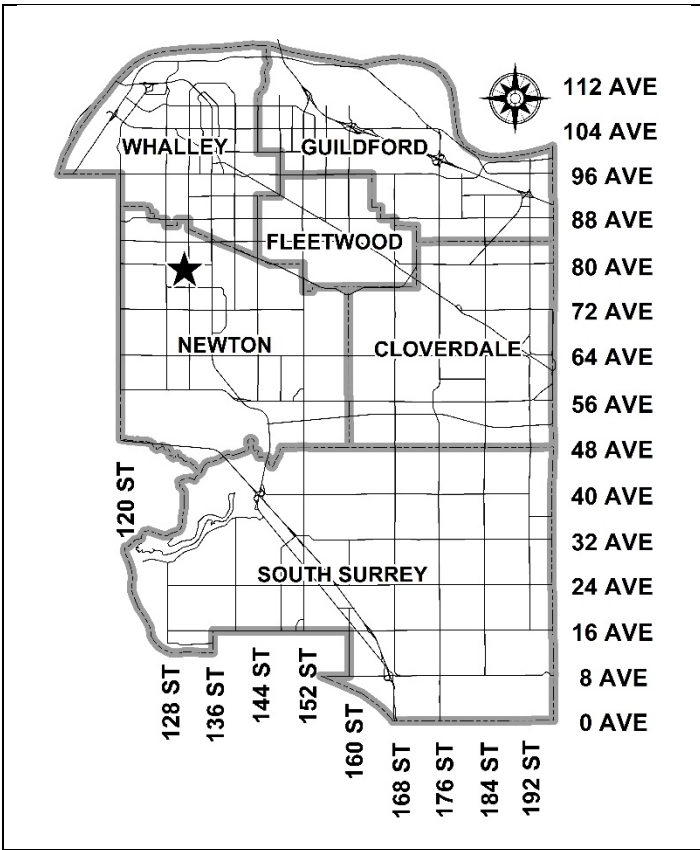 112 AVE
104 AVE
WHALLEY
GUILDFORD
96 AVE
88 AVE
FLEETWOOD
80 AVE
72 AVE
NEWTON
CLOVERDALE
64 AVE
56 AVE
48 AVE
120 ST
40 AVE
32 AVE
SOUTH SURREY
24 AVE
16 AVE
8 AVE
0 AVE
128 ST
136 ST
144 ST
152 ST
160 ST
168 ST
176 ST
184 ST
192 ST